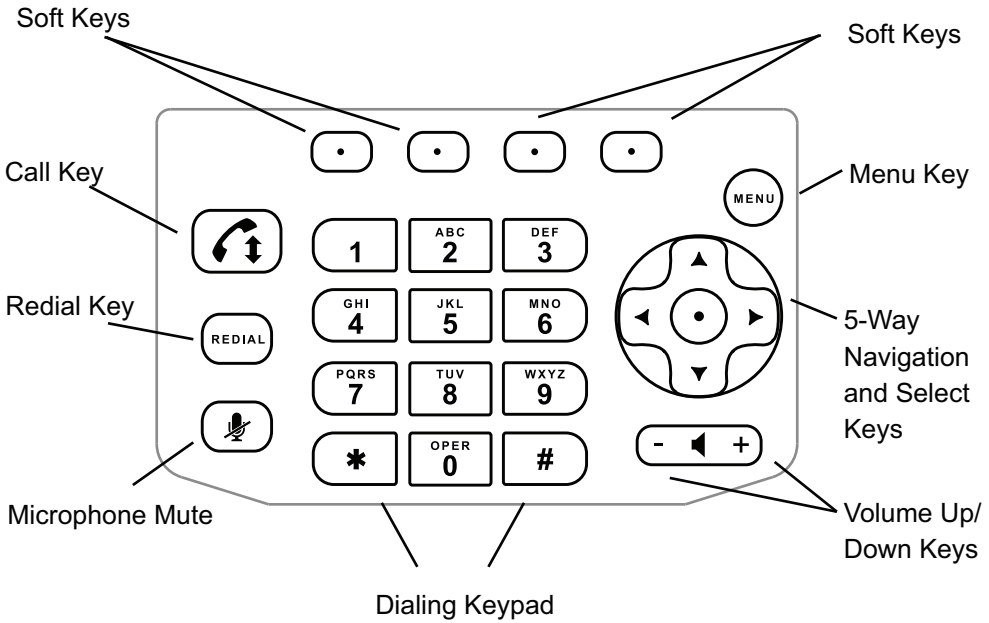 Soft Keys
Soft Keys
Call Key
Menu Key
MENU
1
ABC
2
DEF
3
Redial Key
REDIAL
GHI
4
JKL
5
MNO
6
5-Way
Navigation
and Select
Keys
PQRS
7
TUV
8
WXYZ
9
*
OPER
0
#
- +
Microphone Mute
Volume Up/
Down Keys
Dialing Keypad